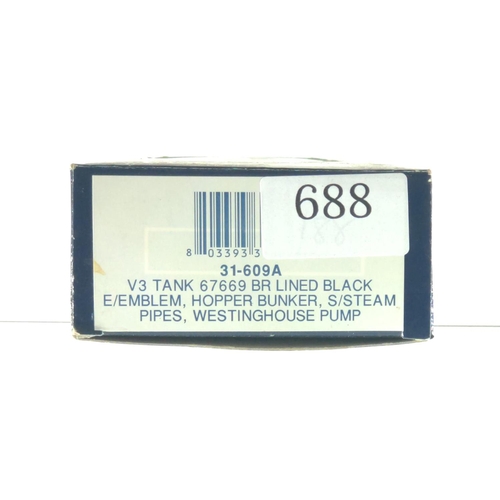 688
8 03393 3
31-609A
V3 TANK 67669 BR LINED BLACK
E/EMBLEM, HOPPER BUNKER, S/STEAM
PIPES, WESTINGHOUSE PUMP